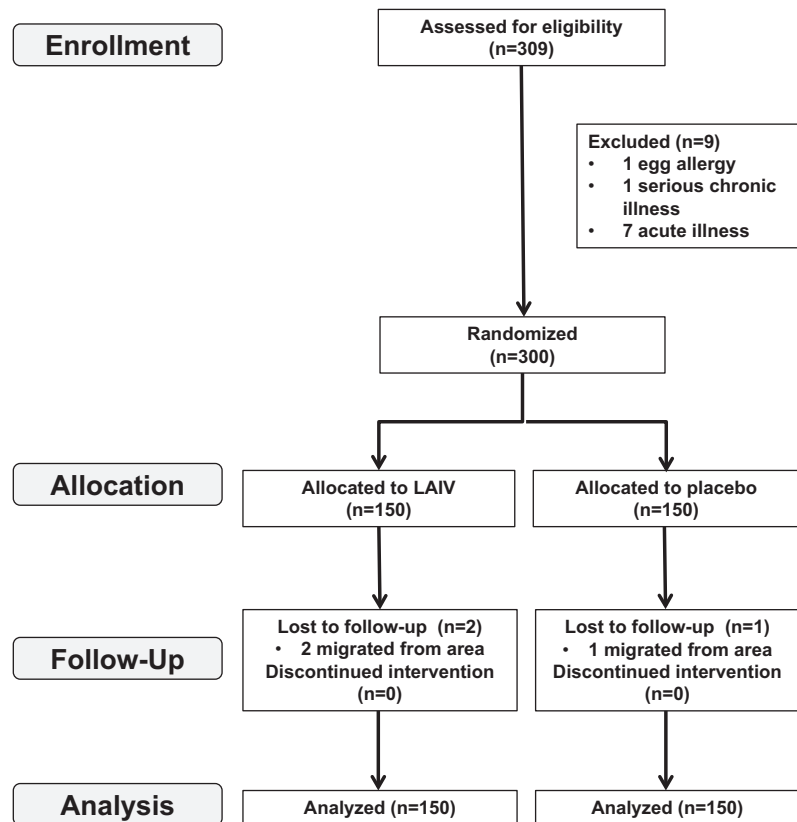 Enrollment
Assessed for eligibility
(n=309)
Excluded (n=9)
• 1 egg allergy
• 1 serious chronic
illness
• 7 acute illness
Randomized
(n=300)
Allocation
Allocated to LAIV
(n=150)
Allocated to placebo
(n=150)
Follow-Up
Lost to follow-up (n=2)
• 2 migrated from area
Discontinued intervention
(n=0)
Lost to follow-up (n=1)
• 1 migrated from area
Discontinued intervention
(n=0)
Analysis
Analyzed (n=150)
Analyzed (n=150)